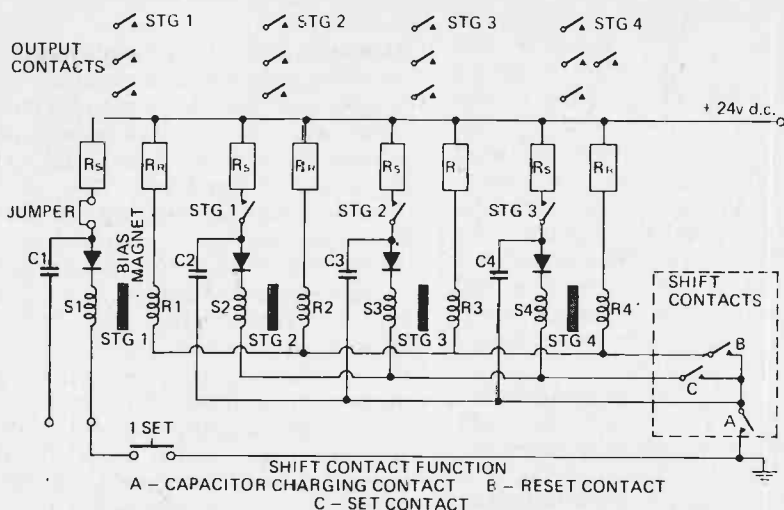 STG 1 STG 2 STG 3 STG 4
OUTPUT
CONTACTS
+ 24v d.c.
RS RR RS RR RS R RS RR
JUMPER
STG 1 STG 2 STG 3
C1 BIAS MAGNET C2 C3 C4
SHIFT
CONTACTS
S1 R1 S2 R2 S3 R3 S4 R4
STG 1 STG 2 STG 3 STG 4
B
C
A
1 SET
SHIFT CONTACT FUNCTION
A – CAPACITOR CHARGING CONTACT B – RESET CONTACT
C – SET CONTACT